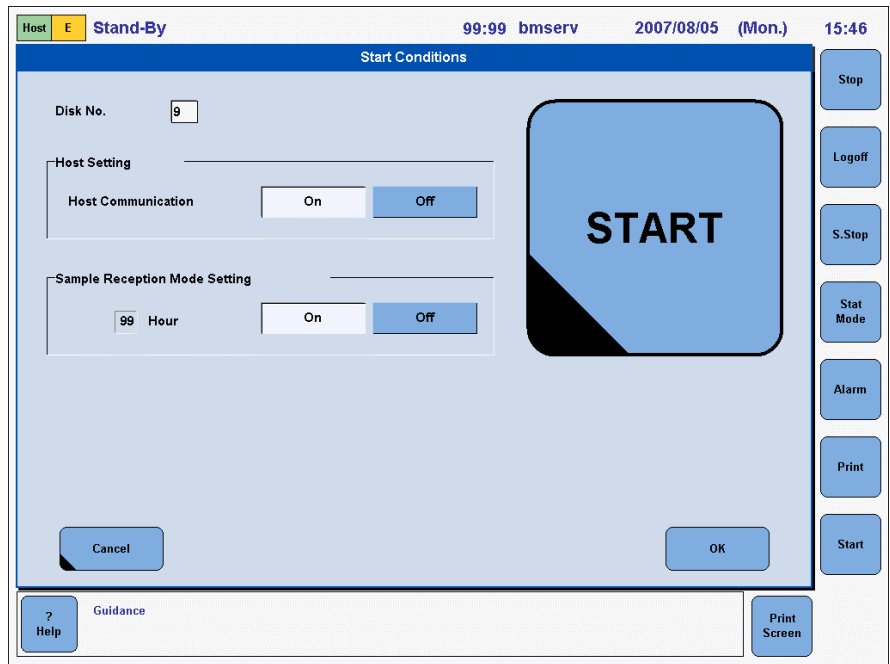 Host E Stand-By 99:99 bmserv 2007/08/05 (Mon.) 15:46
Start Conditions
Disk No. 9
Host Setting
Host Communication On Off
Sample Reception Mode Setting
99 Hour On Off
START
Cancel
OK
Stop
Logoff
S.Stop
Stat
Mode
Alarm
Print
Start
?
Help
Guidance
Print
Screen